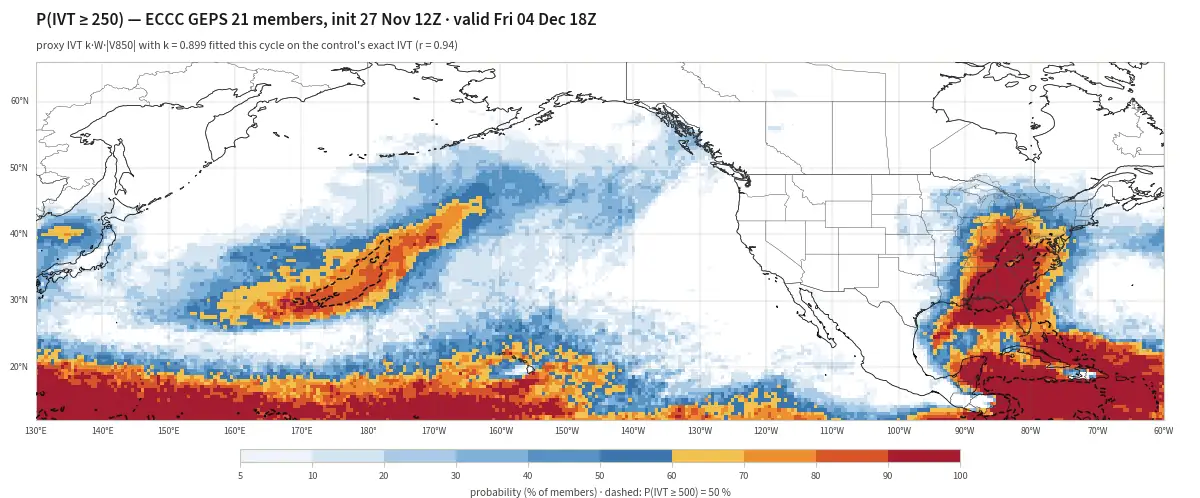 P(IVT ≥ 250) — ECCC GEPS 21 members, init 27 Nov 12Z · valid Fri 04 Dec 18Z
proxy IVT k·W·|V850| with k = 0.899 fitted this cycle on the control's exact IVT (r = 0.94)
60°N
50°N
40°N
30°N
20°N
130°E 140°E 150°E 160°E 170°E 180° 170°W 160°W 150°W 140°W 130°W 120°W 110°W 100°W 90°W 80°W 70°W 60°W
5 10 20 30 40 50 60 70 80 90 100
probability (% of members) · dashed: P(IVT ≥ 500) = 50 %